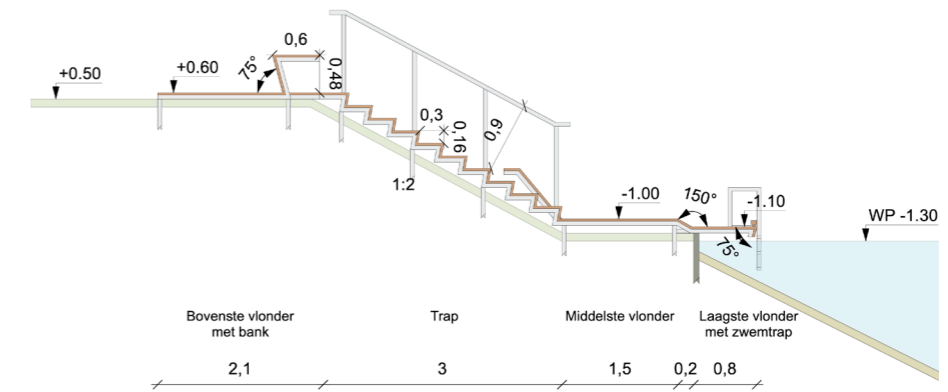 0,6
+0.50
+0.60
75°
0,48
0,3
0,16
0,9
1:2
-1.00
150°
-1.10
75°
WP -1.30
Bovenste vlonder
met bank
Trap
Middelste vlonder
Laagste vlonder
met zwemtrap
2,1
3
1,5
0,2
0,8